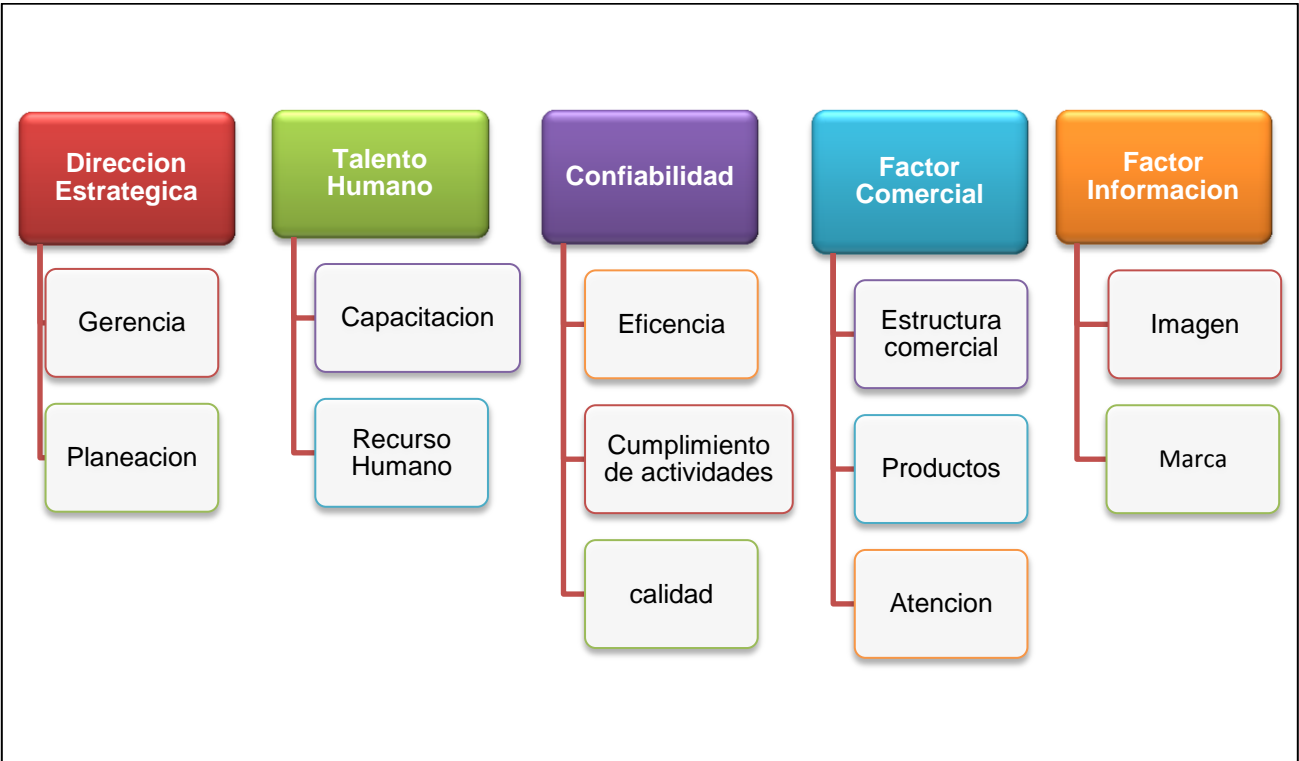 Direccion
Estrategica
Gerencia
Planeacion
Talento
Humano
Capacitacion
Recurso
Humano
Confiabilidad
Eficencia
Cumplimiento
de actividades
calidad
Factor
Comercial
Estructura
comercial
Productos
Atencion
Factor
Informacion
Imagen
Marca